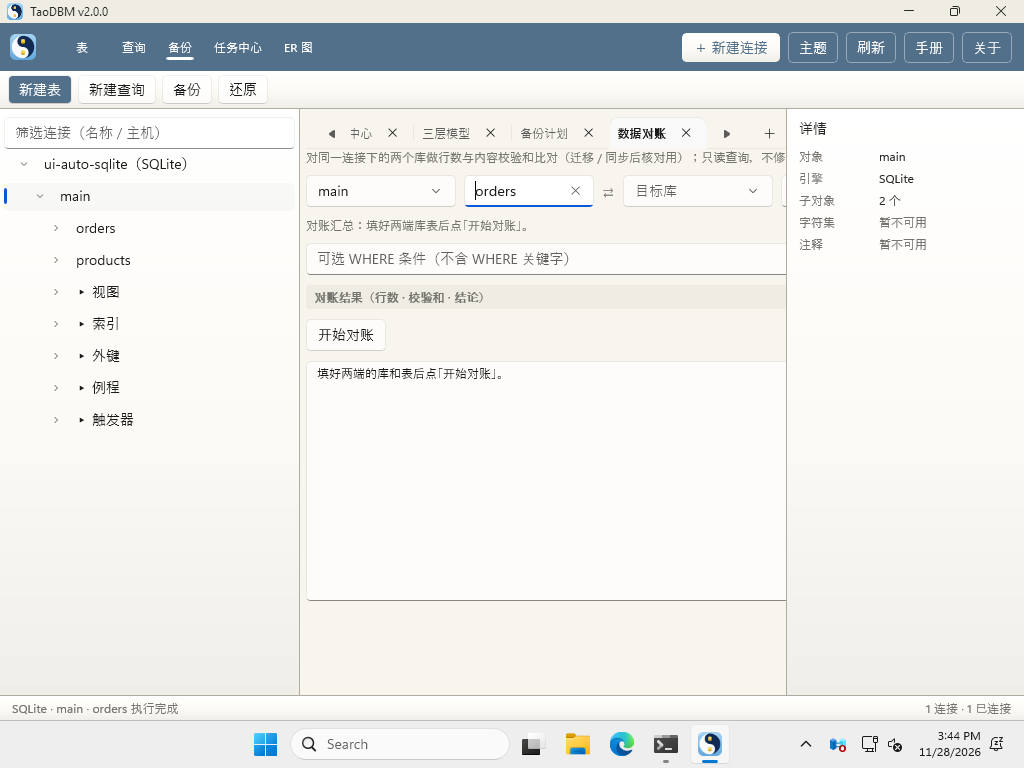 TaoDBM v2.0.0
表 查询 备份 任务中心 ER 图 + 新建连接 主题 刷新 手册 关于
新建表 新建查询 备份 还原
筛选连接（名称 / 主机）
ui-auto-sqlite（SQLite）
main
orders
products
▸ 视图
▸ 索引
▸ 外键
▸ 例程
▸ 触发器
中心 三层模型 备份计划 数据对账
对同一连接下的两个库做行数与内容校验和比对（迁移 / 同步后核对用）；只读查询，不修
main orders ⇄ 目标库
对账汇总：填好两端库表后点「开始对账」。
可选 WHERE 条件（不含 WHERE 关键字）
对账结果（行数 · 校验和 · 结论）
开始对账
填好两端的库和表后点「开始对账」。
详情
对象 main
引擎 SQLite
子对象 2 个
字符集 暂不可用
注释 暂不可用
SQLite · main · orders 执行完成
1 连接 · 1 已连接
Search
3:44 PM
11/28/2026